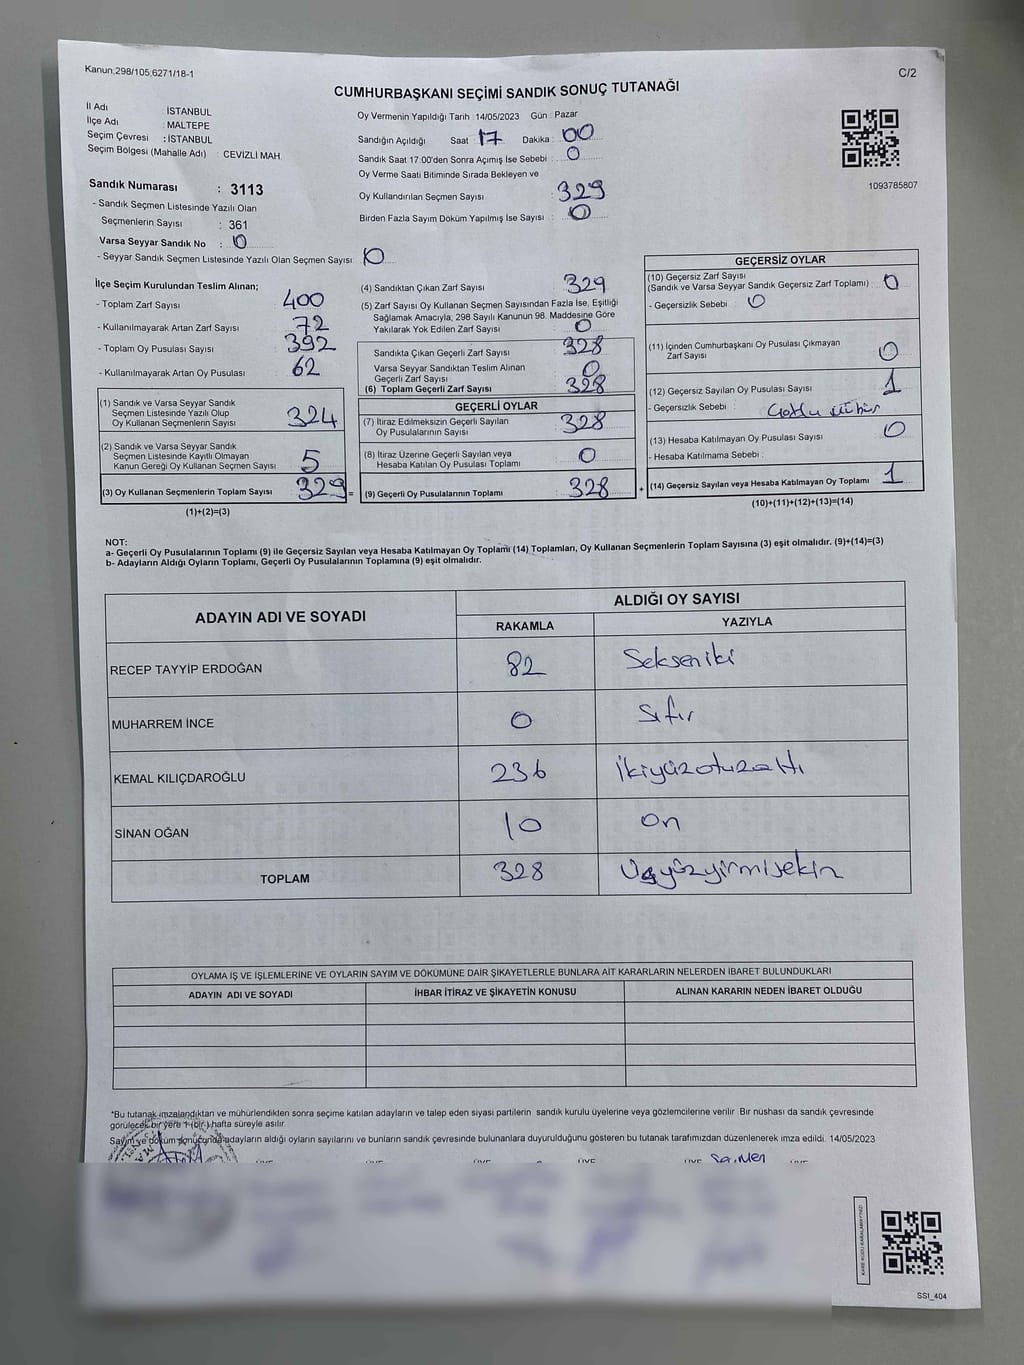 Kanun,298/105;6271/18-1
C/2
CUMHURBAŞKANI SEÇİMİ SANDIK SONUÇ TUTANAĞI
İl Adı : İSTANBUL
İlçe Adı : MALTEPE
Seçim Çevresi : İSTANBUL
Seçim Bölgesi (Mahalle Adı) : CEVİZLİ MAH.
Sandık Numarası : 3113
- Sandık Seçmen Listesinde Yazılı Olan
Seçmenlerin Sayısı : 361
Varsa Seyyar Sandık No : 0
- Seyyar Sandık Seçmen Listesinde Yazılı Olan Seçmen Sayısı : 0
Oy Vermenin Yapıldığı Tarih 14/05/2023 Gün : Pazar
Sandığın Açıldığı Saat : 17 Dakika : 00
Sandık Saat 17:00'den Sonra Açımış İse Sebebi : 0
Oy Verme Saati Bitiminde Sırada Bekleyen ve
Oy Kullandırılan Seçmen Sayısı : 329
Birden Fazla Sayım Döküm Yapılmış İse Sayısı : 0
1093785807
İlçe Seçim Kurulundan Teslim Alınan;
- Toplam Zarf Sayısı 400
- Kullanılmayarak Artan Zarf Sayısı 72
- Toplam Oy Pusulası Sayısı 392
- Kullanılmayarak Artan Oy Pusulası 62
(1) Sandık ve Varsa Seyyar Sandık
Seçmen Listesinde Yazılı Olup
Oy Kullanan Seçmenlerin Sayısı 324
(2) Sandık ve Varsa Seyyar Sandık
Seçmen Listesinde Kayıtlı Olmayan
Kanun Gereği Oy Kullanan Seçmen Sayısı 5
(3) Oy Kullanan Seçmenlerin Toplam Sayısı 329 =
(1)+(2)=(3)
(4) Sandıktan Çıkan Zarf Sayısı 329
(5) Zarf Sayısı Oy Kullanan Seçmen Sayısından Fazla İse, Eşitliği
Sağlamak Amacıyla; 298 Sayılı Kanunun 98. Maddesine Göre
Yakılarak Yok Edilen Zarf Sayısı 0
Sandıkta Çıkan Geçerli Zarf Sayısı 328
Varsa Seyyar Sandıktan Teslim Alınan
Geçerli Zarf Sayısı 0
(6) Toplam Geçerli Zarf Sayısı 328
GEÇERLİ OYLAR
(7) İtiraz Edilmeksizin Geçerli Sayılan
Oy Pusulalarının Sayısı 328
(8) İtiraz Üzerine Geçerli Sayılan veya
Hesaba Katılan Oy Pusulası Toplamı 0
(9) Geçerli Oy Pusulalarının Toplamı 328 +
GEÇERSİZ OYLAR
(10) Geçersiz Zarf Sayısı
(Sandık ve Varsa Seyyar Sandık Geçersiz Zarf Toplamı) 0
- Geçersizlik Sebebi : 0
(11) İçinden Cumhurbaşkanı Oy Pusulası Çıkmayan
Zarf Sayısı 0
(12) Geçersiz Sayılan Oy Pusulası Sayısı 1
- Geçersizlik Sebebi :
(13) Hesaba Katılmayan Oy Pusulası Sayısı 0
- Hesaba Katılmama Sebebi :
(14) Geçersiz Sayılan veya Hesaba Katılmayan Oy Toplamı 1
(10)+(11)+(12)+(13)=(14)
NOT:
a- Geçerli Oy Pusulalarının Toplamı (9) ile Geçersiz Sayılan veya Hesaba Katılmayan Oy Toplamı (14) Toplamları, Oy Kullanan Seçmenlerin Toplam Sayısına (3) eşit olmalıdır. (9)+(14)=(3)
b- Adayların Aldığı Oyların Toplamı, Geçerli Oy Pusulalarının Toplamına (9) eşit olmalıdır.
ADAYIN ADI VE SOYADI
ALDIĞI OY SAYISI
RAKAMLA YAZIYLA
RECEP TAYYİP ERDOĞAN 82 Sekseniki
MUHARREM İNCE 0 Sıfır
KEMAL KILIÇDAROĞLU 236 İkiyüzotuzaltı
SİNAN OĞAN 10 On
TOPLAM 328
OYLAMA İŞ VE İŞLEMLERİNE VE OYLARIN SAYIM VE DÖKÜMÜNE DAİR ŞİKAYETLERLE BUNLARA AİT KARARLARIN NELERDEN İBARET BULUNDUKLARI
ADAYIN ADI VE SOYADI İHBAR İTİRAZ VE ŞİKAYETİN KONUSU ALINAN KARARIN NEDEN İBARET OLDUĞU
*Bu tutanak imzalandıktan ve mühürlendikten sonra seçime katılan adayların ve talep eden siyasi partilerin sandık kurulu üyelerine veya gözlemcilerine verilir. Bir nüshası da sandık çevresinde
görülecek bir yere 1 (bir) hafta süreyle asılır.
Sayım ve döküm sonucunda adayların aldığı oyların sayılarını ve bunların sandık çevresinde bulunanlara duyurulduğunu gösteren bu tutanak tarafımızdan düzenlenerek imza edildi. 14/05/2023
KARE KODU KARALAMAYINIZ!
SSI_404